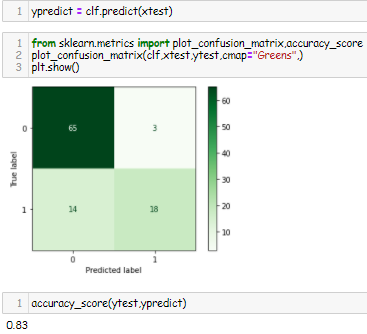 1 ypredict = clf.predict(xtest)
1 from sklearn.metrics import plot_confusion_matrix,accuracy_score
2 plot_confusion_matrix(clf,xtest,ytest,cmap="Greens",)
3 plt.show()
60
0 65 3
50
40
True label
30
1 14 18
20
10
0 1
Predicted label
1 accuracy_score(ytest,ypredict)
0.83